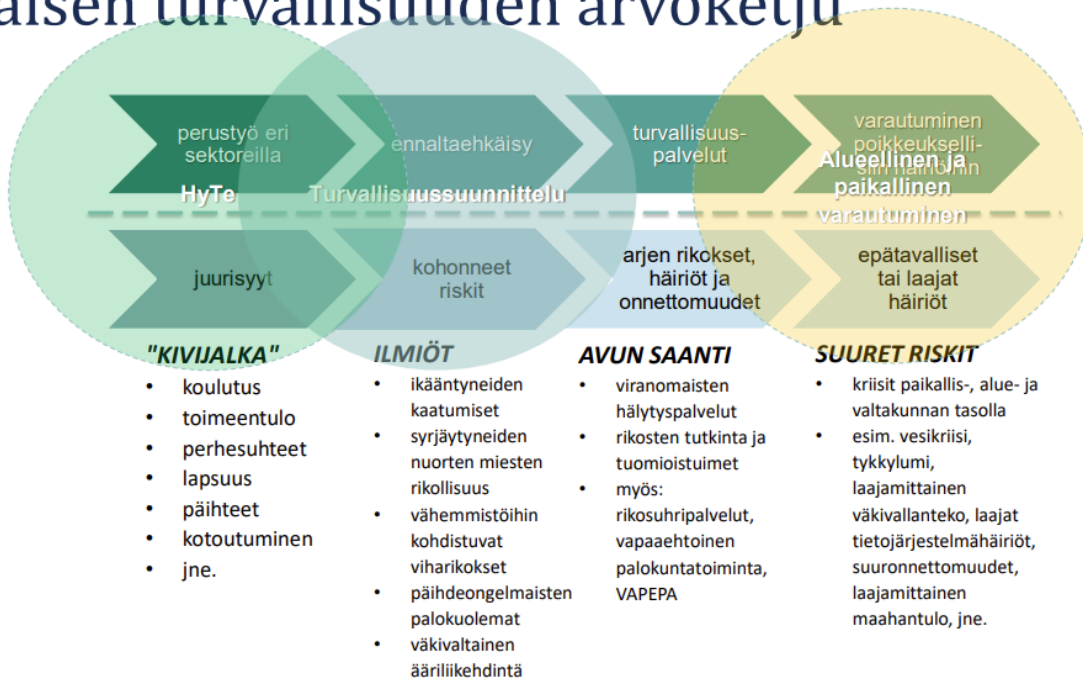 aisen turvallisuuden arvoketju
perustyö eri
sektoreilla
ennaltaehkäisy
turvallisuus-
palvelut
varautuminen
poikkeukselli-
siin häiriöihin
HyTe
Turvallisuussuunnittelu
Alueellinen ja
paikallinen
varautuminen
juurisyyt
kohonneet
riskit
arjen rikokset,
häiriöt ja
onnettomuudet
epätavalliset
tai laajat
häiriöt
"KIVIJALKA"
• koulutus
• toimeentulo
• perhesuhteet
• lapsuus
• päihteet
• kotoutuminen
• jne.
ILMIÖT
• ikääntyneiden
kaatumiset
• syrjäytyneiden
nuorten miesten
rikollisuus
• vähemmistöihin
kohdistuvat
viharikokset
• päihdeongelmaisten
palokuolemat
• väkivaltainen
ääriliikehdintä
AVUN SAANTI
• viranomaisten
hälytyspalvelut
• rikosten tutkinta ja
tuomioistuimet
• myös:
rikosuhripalvelut,
vapaaehtoinen
palokuntatoiminta,
VAPEPA
SUURET RISKIT
• kriisit paikallis-, alue- ja
valtakunnan tasolla
• esim. vesikriisi,
tykkylumi,
laajamittainen
väkivallanteko, laajat
tietojärjestelmähäiriöt,
suuronnettomuudet,
laajamittainen
maahantulo, jne.